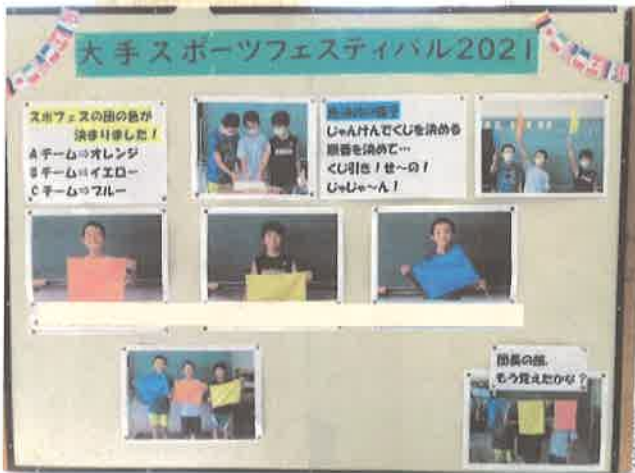 大手スポーツフェスティバル2021
スポフェスの団の色が
決まりました！
Aチーム⇒オレンジ
Bチーム⇒イエロー
Cチーム⇒ブルー
じゃんけんでくじを決める
順番を決めて…
くじ引き！せ～の！
じゃじゃ～ん！
団長の顔、
もう覚えたかな？